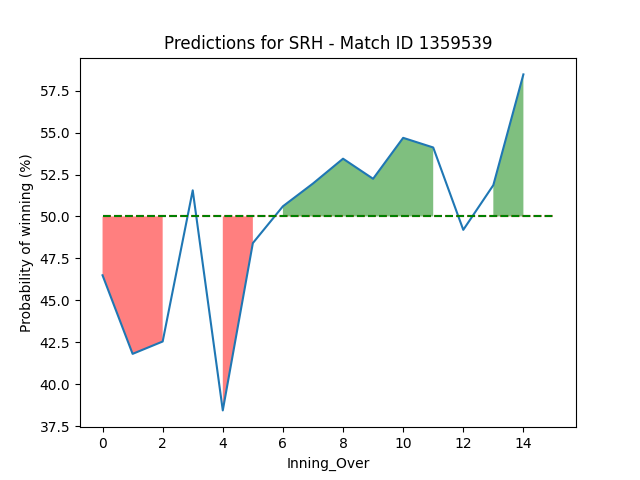 Predictions for SRH - Match ID 1359539
Probability of winning (%)
57.5
55.0
52.5
50.0
47.5
45.0
42.5
40.0
37.5
0 2 4 6 8 10 12 14
Inning_Over